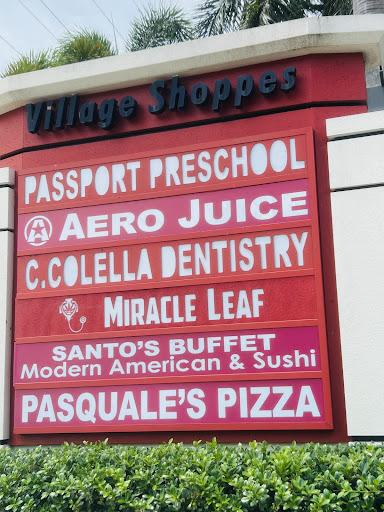 Village Shoppes
PASSPORT PRESCHOOL
AERO JUICE
C.COLELLA DENTISTRY
MIRACLE LEAF
SANTO'S BUFFET
Modern American & Sushi
PASQUALE'S PIZZA